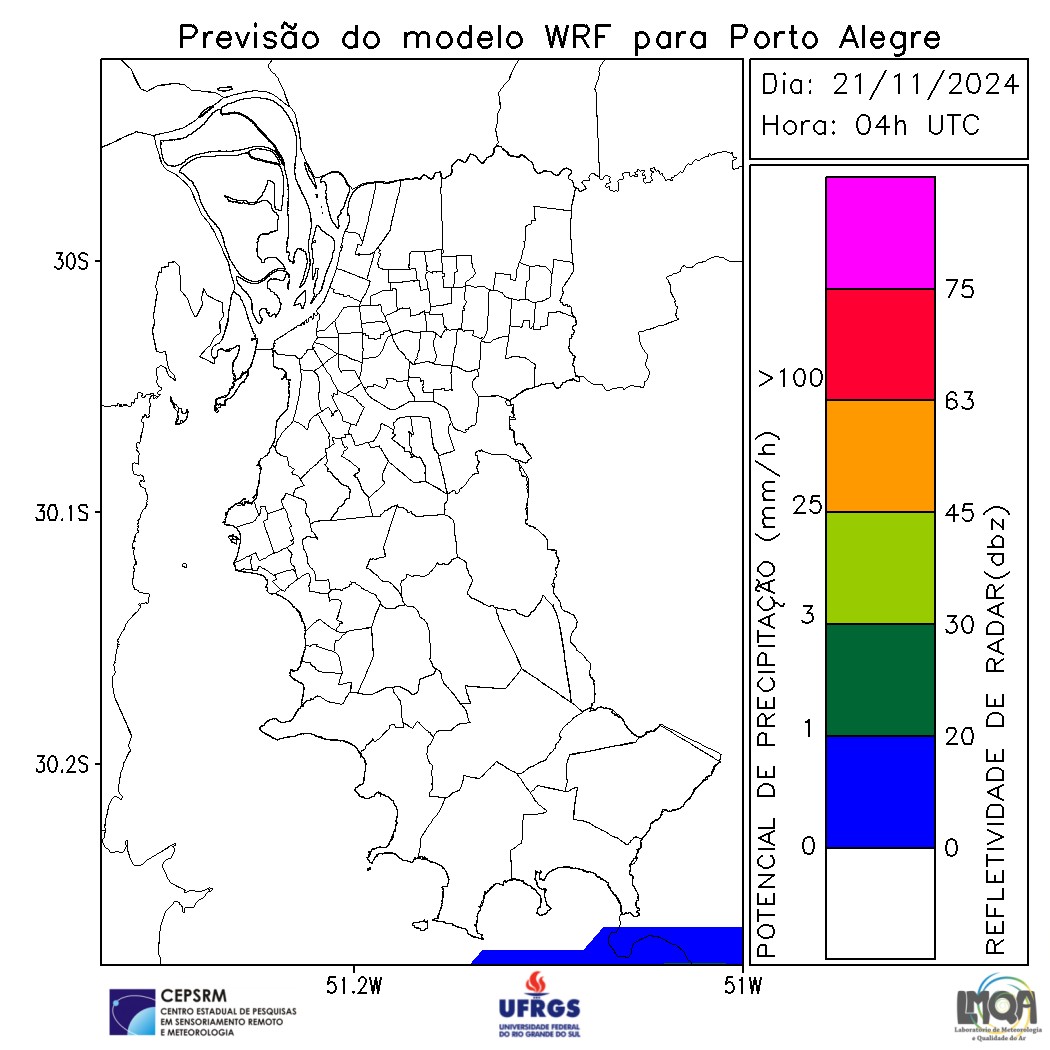 Previsão do modelo WRF para Porto Alegre
Dia: 21/11/2024
Hora: 04h UTC
30S
30.1S
30.2S
51.2W
51W
POTENCIAL DE PRECIPITAÇÃO (mm/h)
>100
25
3
1
0
75
63
45
30
20
0
REFLETIVIDADE DE RADAR(dbz)
CEPSRM
CENTRO ESTADUAL DE PESQUISAS
EM SENSORIAMENTO REMOTO
E METEOROLOGIA
UFRGS
UNIVERSIDADE FEDERAL
DO RIO GRANDE DO SUL
LMQA
Laboratório de Meteorologia
e Qualidade do Ar